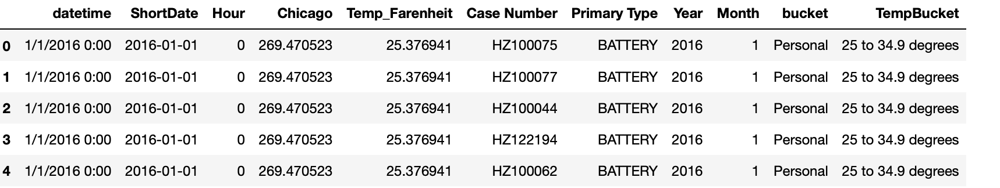 datetime ShortDate Hour Chicago Temp_Farenheit Case Number Primary Type Year Month bucket TempBucket
0 1/1/2016 0:00 2016-01-01 0 269.470523 25.376941 HZ100075 BATTERY 2016 1 Personal 25 to 34.9 degrees
1 1/1/2016 0:00 2016-01-01 0 269.470523 25.376941 HZ100077 BATTERY 2016 1 Personal 25 to 34.9 degrees
2 1/1/2016 0:00 2016-01-01 0 269.470523 25.376941 HZ100044 BATTERY 2016 1 Personal 25 to 34.9 degrees
3 1/1/2016 0:00 2016-01-01 0 269.470523 25.376941 HZ122194 BATTERY 2016 1 Personal 25 to 34.9 degrees
4 1/1/2016 0:00 2016-01-01 0 269.470523 25.376941 HZ100062 BATTERY 2016 1 Personal 25 to 34.9 degrees